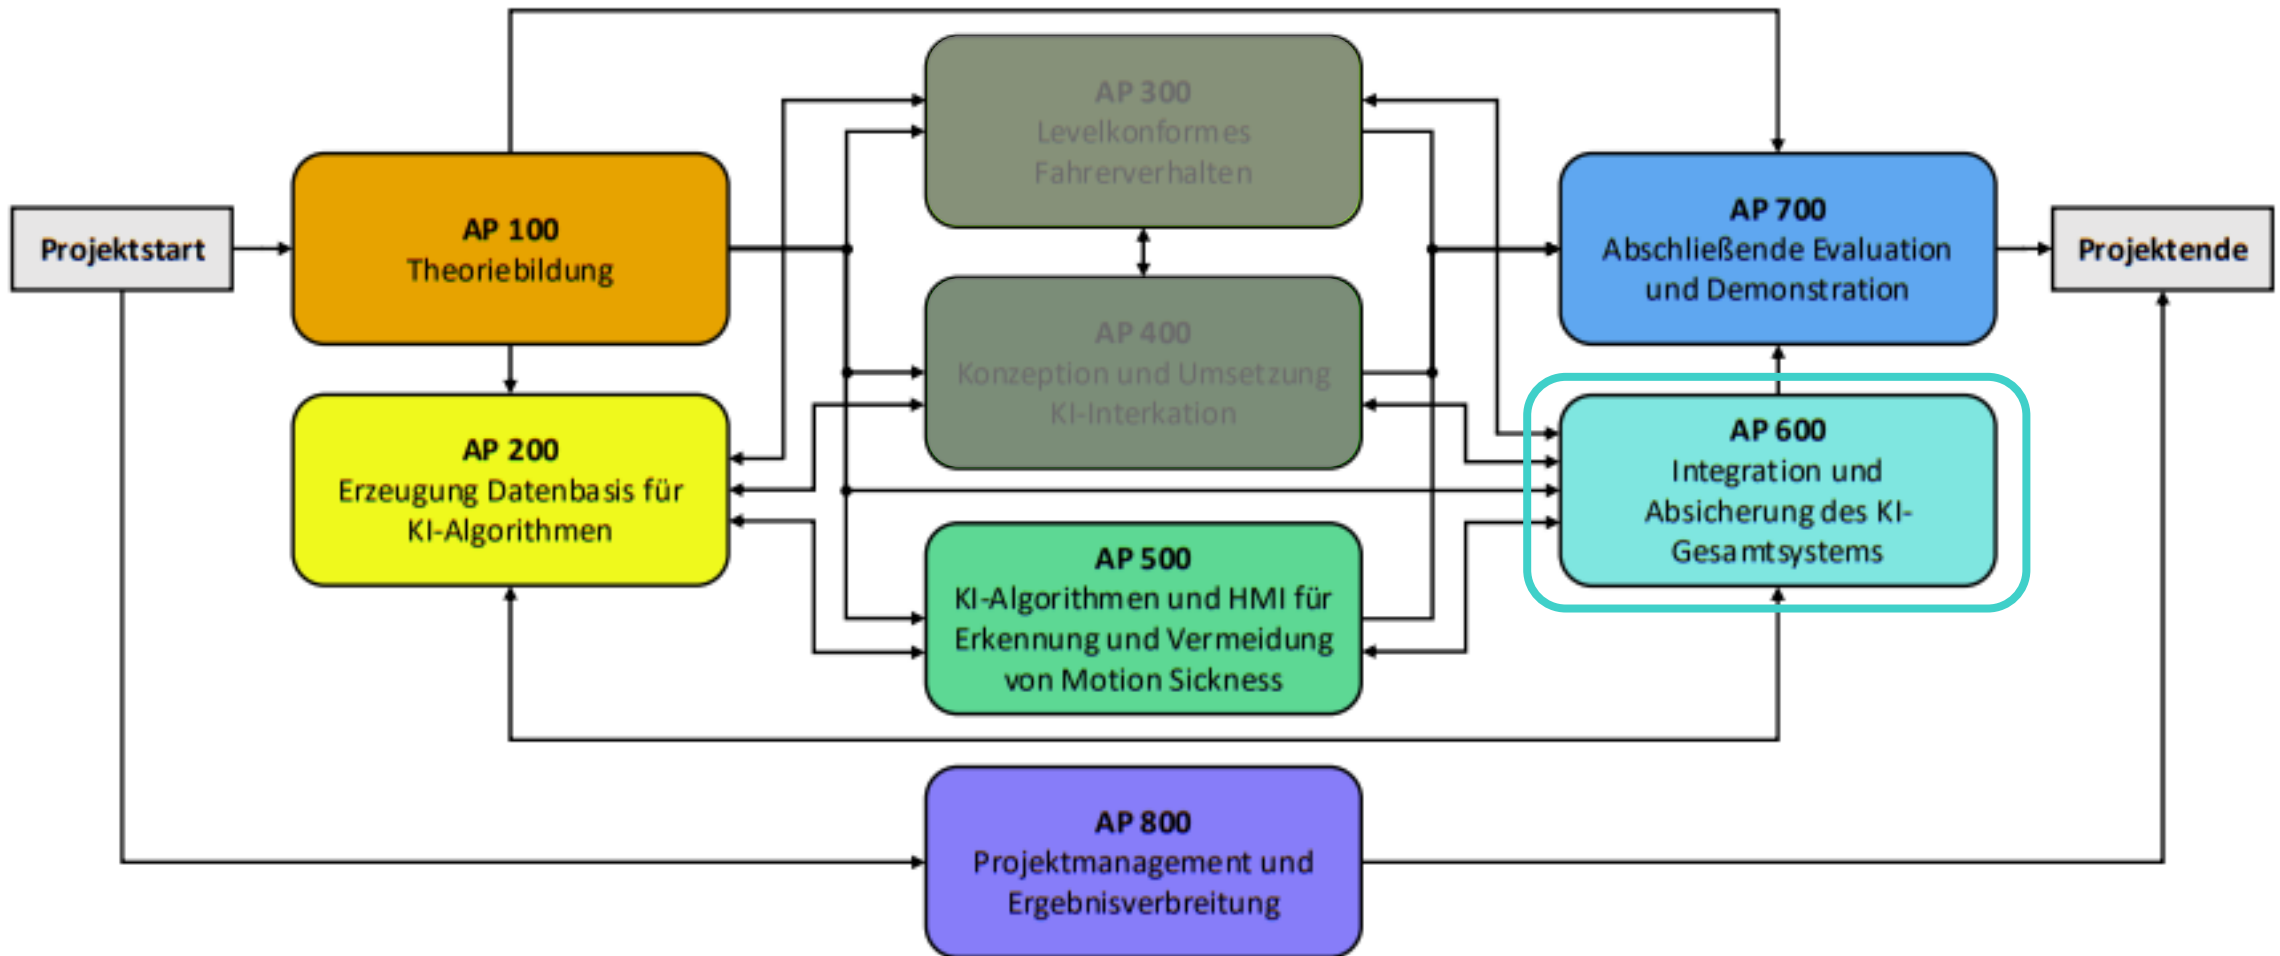 Projektstart
AP 100
Theoriebildung
AP 200
Erzeugung Datenbasis für
KI-Algorithmen
AP 300
Levelkonformes
Fahrerverhalten
AP 400
Konzeption und Umsetzung
KI-Interkation
AP 500
KI-Algorithmen und HMI für
Erkennung und Vermeidung
von Motion Sickness
AP 600
Integration und
Absicherung des KI-
Gesamtsystems
AP 700
Abschließende Evaluation
und Demonstration
Projektende
AP 800
Projektmanagement und
Ergebnisverbreitung